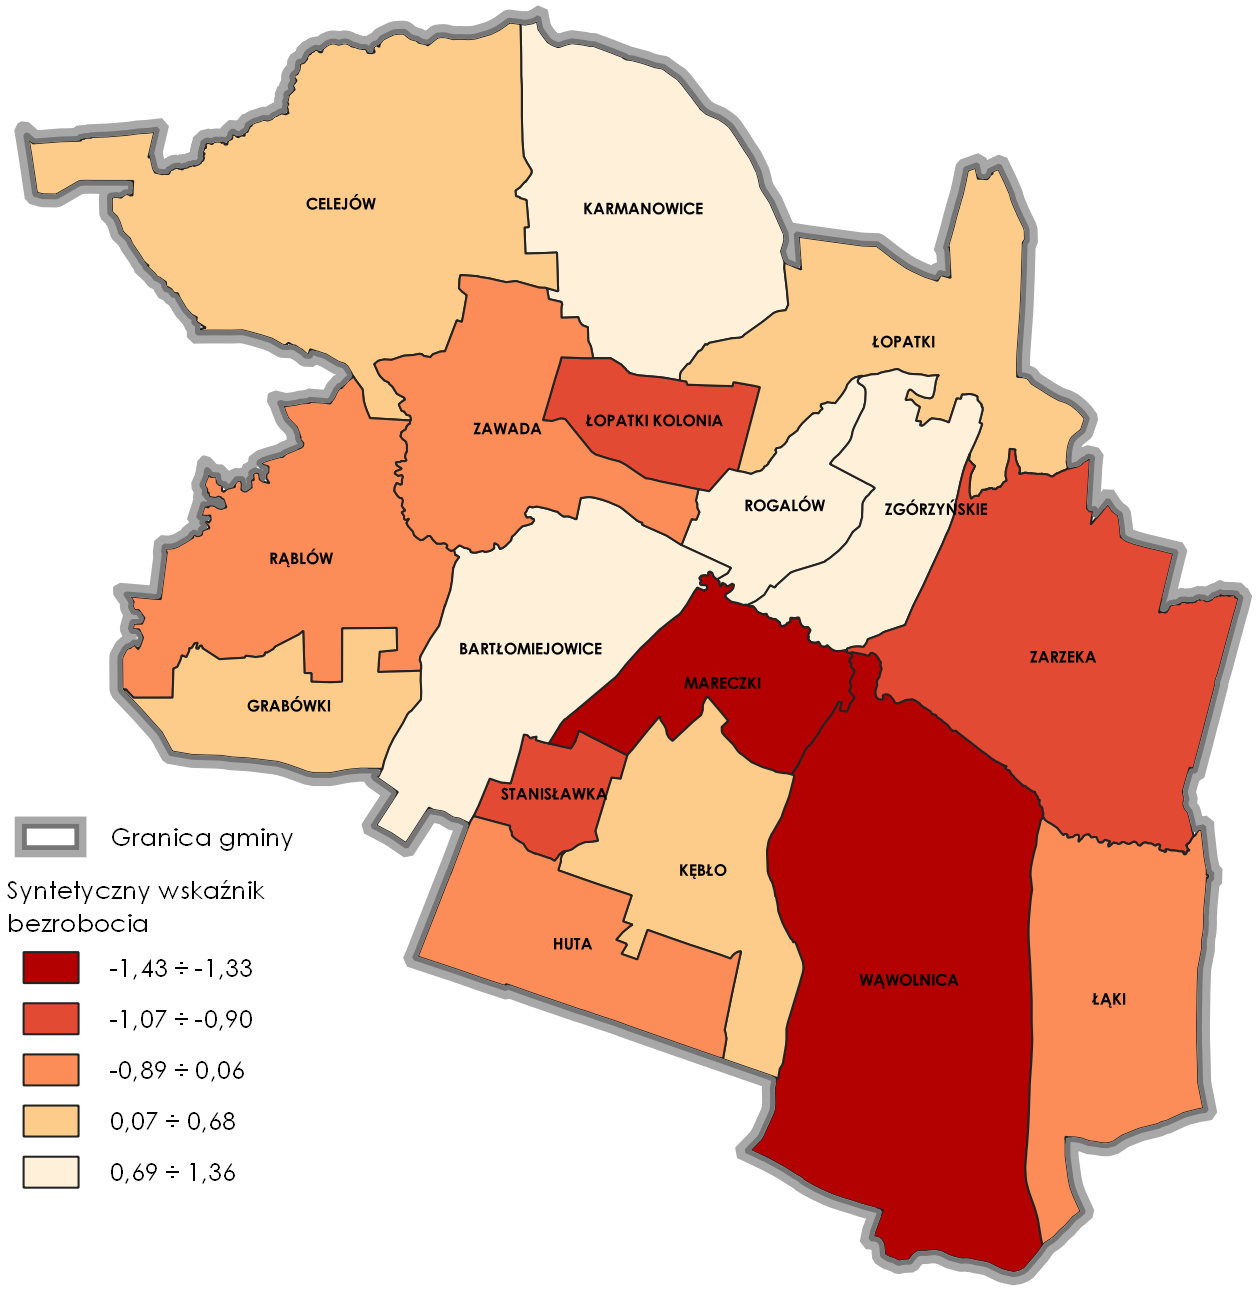 CELEJÓW
KARMANOWICE
ŁOPATKI
ZAWADA
ŁOPATKI KOLONIA
ROGALÓW
ZGÓRZYŃSKIE
RĄBLÓW
BARTŁOMIEJOWICE
ZARZEKA
MARECZKI
GRABÓWKI
STANISŁAWKA
KĘBŁO
HUTA
WĄWOLNICA
ŁĄKI
Granica gminy
Syntetyczny wskaźnik
bezrobocia
-1,43 ÷ -1,33
-1,07 ÷ -0,90
-0,89 ÷ 0,06
0,07 ÷ 0,68
0,69 ÷ 1,36